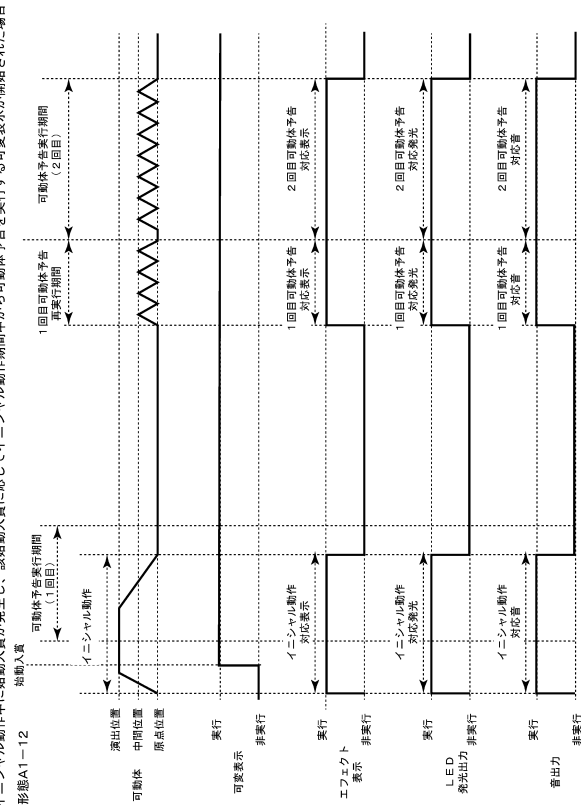 イニシャル動作中に始動入賞が発生し、該始動入賞に応じてイニシャル動作期間中から可動体予告を実行する可変表示が開始された場合
形態A1-12
始動入賞
可動体予告実行期間
(1回目)
1回目可動体予告
再実行期間
可動体予告実行期間
(2回目)
イニシャル動作
可動体
演出位置
中間位置
原点位置
可変表示
実行
非実行
エフェクト
表示
実行
非実行
イニシャル動作
対応表示
1回目可動体予告
対応表示
2回目可動体予告
対応表示
LED
発光出力
実行
非実行
イニシャル動作
対応発光
1回目可動体予告
対応発光
2回目可動体予告
対応発光
音出力
実行
非実行
イニシャル動作
対応音
1回目可動体予告
対応音
2回目可動体予告
対応音